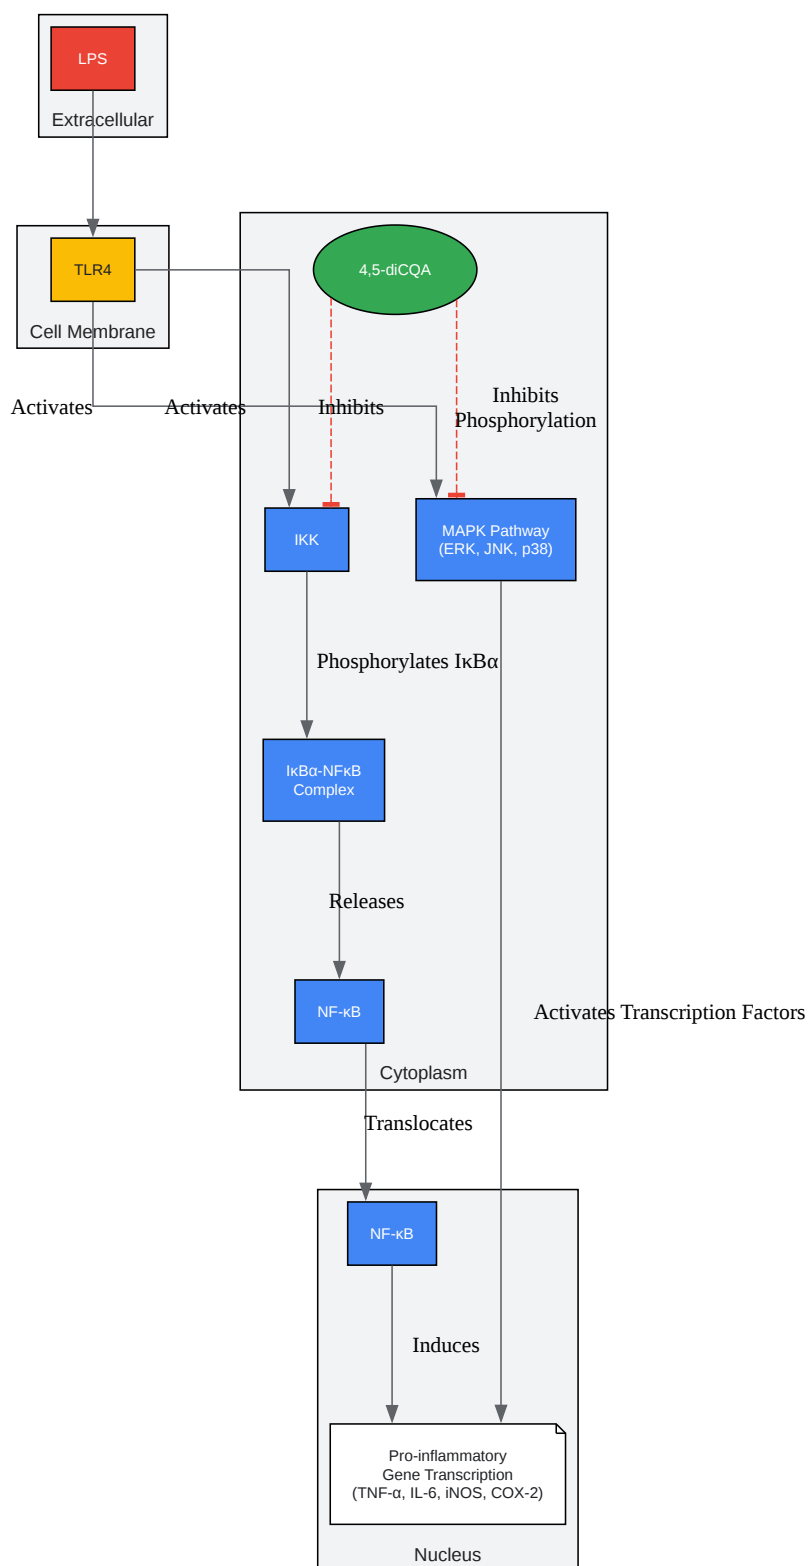 LPS
Extracellular
TLR4
4,5-diCQA
Cell Membrane
Activates
Activates
Inhibits
Inhibits
Phosphorylation
IKK
MAPK Pathway
(ERK, JNK, p38)
Phosphorylates IκBα
IκBα-NFκB
Complex
Releases
NF-κB
Activates Transcription Factors
Cytoplasm
Translocates
NF-κB
Induces
Pro-inflammatory
Gene Transcription
(TNF-α, IL-6, iNOS, COX-2)
Nucleus